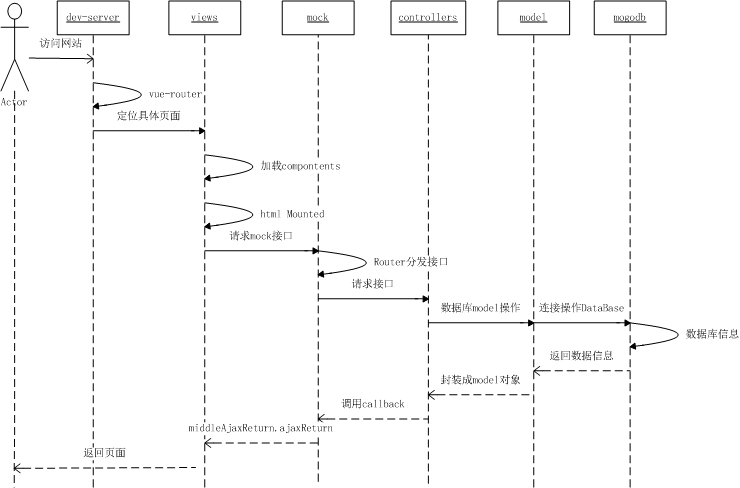 dev-server
views
mock
controllers
model
mogodb
访问网站
Actor
vue-router
定位具体页面
加载compontents
html Mounted
请求mock接口
Router分发接口
请求接口
数据库model操作
连接操作DataBase
数据库信息
返回数据信息
封装成model对象
调用callback
middleAjaxReturn.ajaxReturn
返回页面